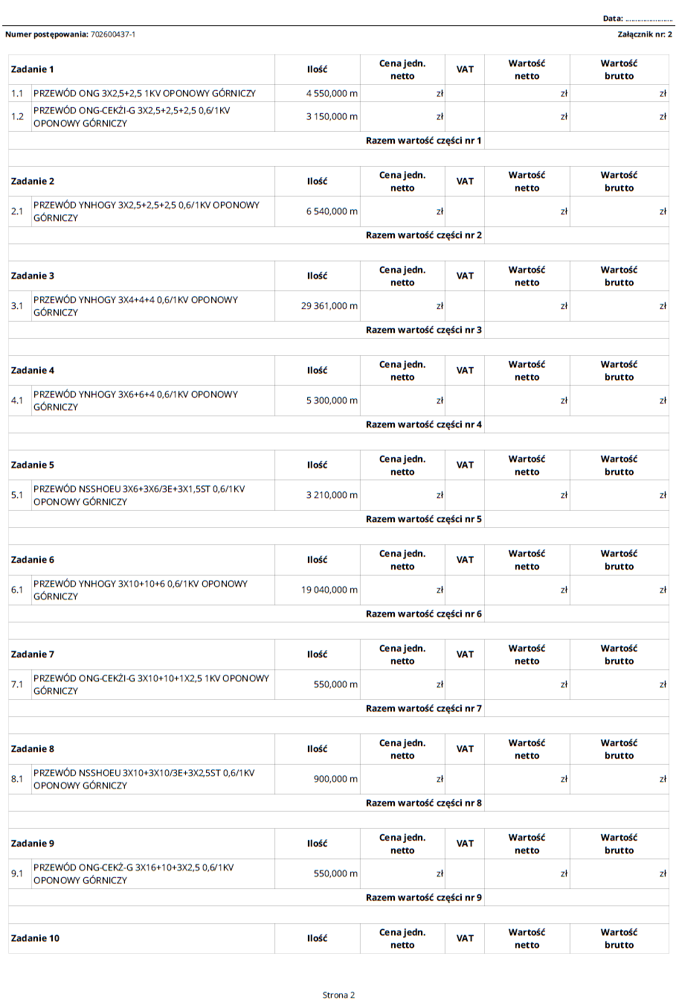 Data: ........................
Numer postępowania: 702600437-1 Załącznik nr: 2
Zadanie 1 Ilość Cena jedn. netto VAT Wartość netto Wartość brutto
1.1 PRZEWÓD ONG 3X2,5+2,5 1KV OPONOWY GÓRNICZY 4 550,000 m zł zł zł
1.2 PRZEWÓD ONG-CEKŻI-G 3X2,5+2,5+2,5 0,6/1KV
OPONOWY GÓRNICZY 3 150,000 m zł zł zł
Razem wartość części nr 1
Zadanie 2 Ilość Cena jedn. netto VAT Wartość netto Wartość brutto
2.1 PRZEWÓD YNHOGY 3X2,5+2,5+2,5 0,6/1KV OPONOWY
GÓRNICZY 6 540,000 m zł zł zł
Razem wartość części nr 2
Zadanie 3 Ilość Cena jedn. netto VAT Wartość netto Wartość brutto
3.1 PRZEWÓD YNHOGY 3X4+4+4 0,6/1KV OPONOWY
GÓRNICZY 29 361,000 m zł zł zł
Razem wartość części nr 3
Zadanie 4 Ilość Cena jedn. netto VAT Wartość netto Wartość brutto
4.1 PRZEWÓD YNHOGY 3X6+6+4 0,6/1KV OPONOWY
GÓRNICZY 5 300,000 m zł zł zł
Razem wartość części nr 4
Zadanie 5 Ilość Cena jedn. netto VAT Wartość netto Wartość brutto
5.1 PRZEWÓD NSSHOEU 3X6+3X6/3E+3X1,5ST 0,6/1KV
OPONOWY GÓRNICZY 3 210,000 m zł zł zł
Razem wartość części nr 5
Zadanie 6 Ilość Cena jedn. netto VAT Wartość netto Wartość brutto
6.1 PRZEWÓD YNHOGY 3X10+10+6 0,6/1KV OPONOWY
GÓRNICZY 19 040,000 m zł zł zł
Razem wartość części nr 6
Zadanie 7 Ilość Cena jedn. netto VAT Wartość netto Wartość brutto
7.1 PRZEWÓD ONG-CEKŻI-G 3X10+10+1X2,5 1KV OPONOWY
GÓRNICZY 550,000 m zł zł zł
Razem wartość części nr 7
Zadanie 8 Ilość Cena jedn. netto VAT Wartość netto Wartość brutto
8.1 PRZEWÓD NSSHOEU 3X10+3X10/3E+3X2,5ST 0,6/1KV
OPONOWY GÓRNICZY 900,000 m zł zł zł
Razem wartość części nr 8
Zadanie 9 Ilość Cena jedn. netto VAT Wartość netto Wartość brutto
9.1 PRZEWÓD ONG-CEKŻ-G 3X16+10+3X2,5 0,6/1KV
OPONOWY GÓRNICZY 550,000 m zł zł zł
Razem wartość części nr 9
Zadanie 10 Ilość Cena jedn. netto VAT Wartość netto Wartość brutto
Strona 2